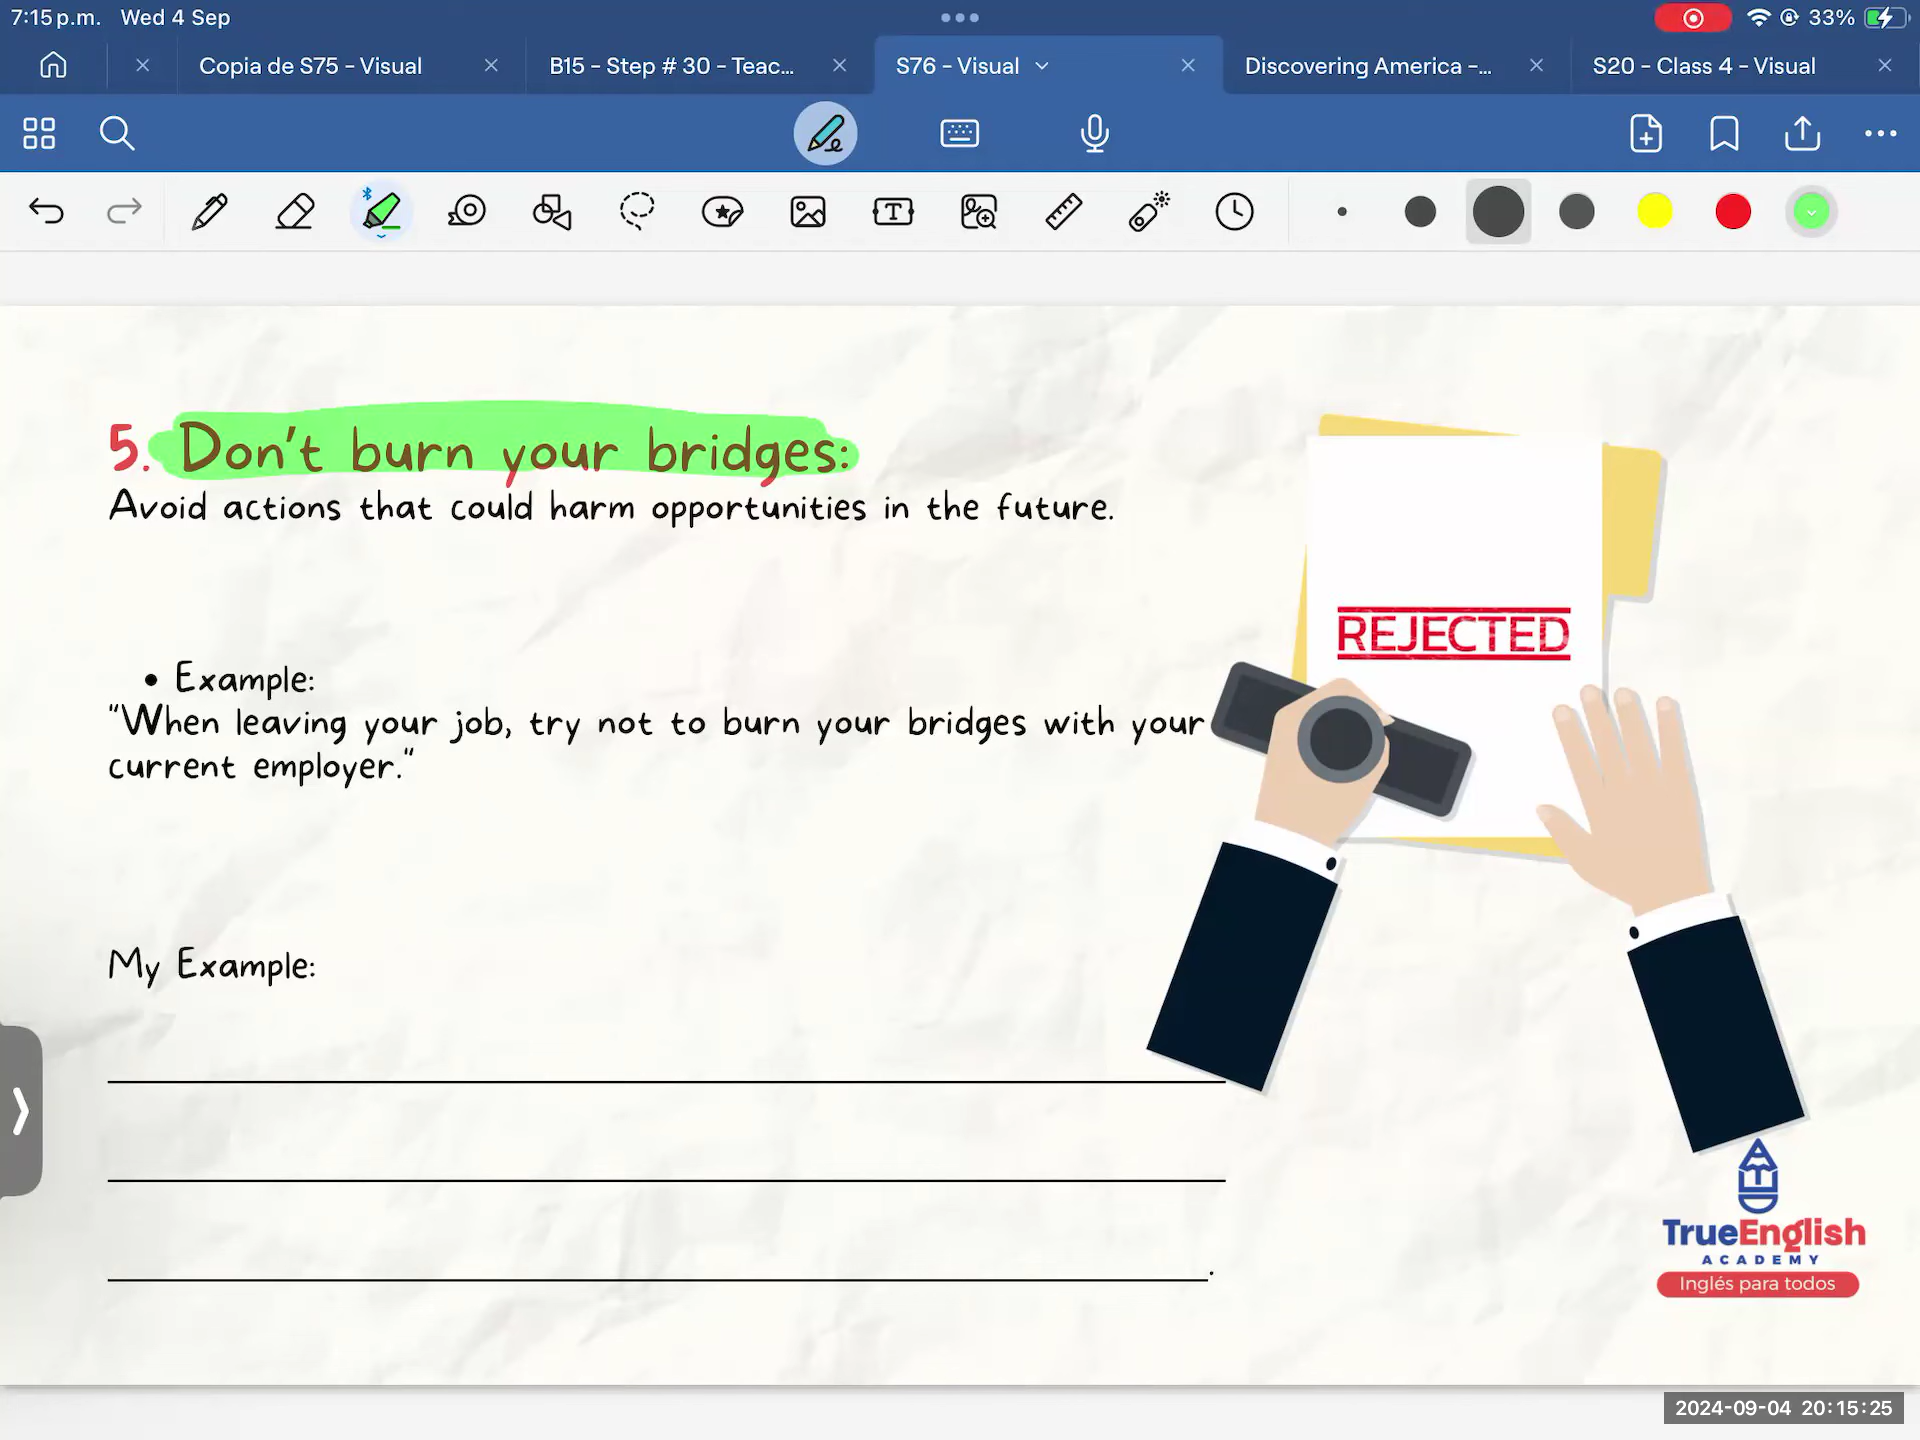 7:15 p.m. Wed 4 Sep
33%
Copia de S75 – Visual
B15 – Step # 30 – Teac...
S76 – Visual
Discovering America –...
S20 – Class 4 – Visual
5. Don't burn your bridges:
Avoid actions that could harm opportunities in the future.
REJECTED
• Example:
"When leaving your job, try not to burn your bridges with your
current employer."
My Example:
TrueEnglish
ACADEMY
Inglés para todos
2024-09-04 20:15:25